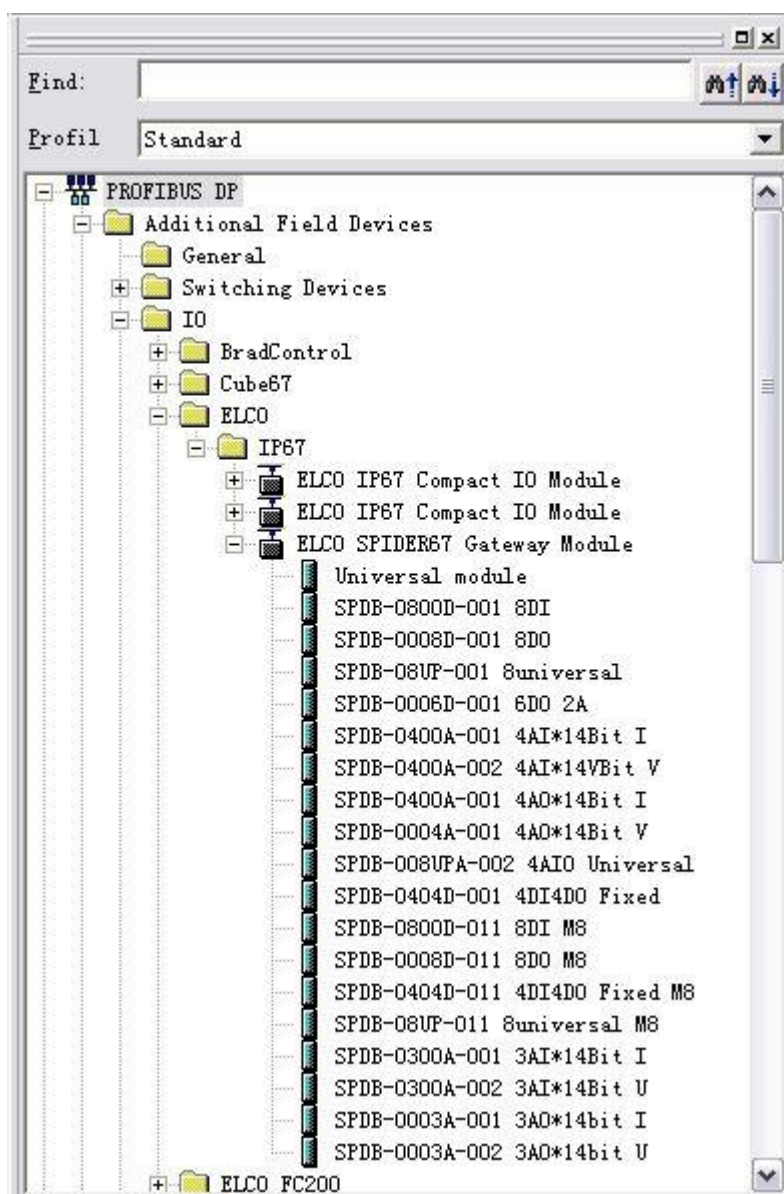 Find:
Profil Standard
PROFIBUS DP
Additional Field Devices
General
Switching Devices
IO
BradControl
Cube67
ELCO
IP67
ELCO IP67 Compact IO Module
ELCO IP67 Compact IO Module
ELCO SPIDER67 Gateway Module
Universal module
SPDB-0800D-001 8DI
SPDB-0008D-001 8DO
SPDB-08UP-001 8universal
SPDB-0006D-001 6DO 2A
SPDB-0400A-001 4AI*14Bit I
SPDB-0400A-002 4AI*14VBit V
SPDB-0400A-001 4AO*14Bit I
SPDB-0004A-001 4AO*14Bit V
SPDB-008UPA-002 4AIO Universal
SPDB-0404D-001 4DI4DO Fixed
SPDB-0800D-011 8DI M8
SPDB-0008D-011 8DO M8
SPDB-0404D-011 4DI4DO Fixed M8
SPDB-08UP-011 8universal M8
SPDB-0300A-001 3AI*14Bit I
SPDB-0300A-002 3AI*14Bit U
SPDB-0003A-001 3AO*14bit I
SPDB-0003A-002 3AO*14bit U
ELCO FC200